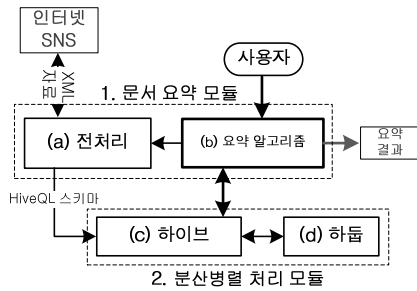 인터넷
SNS
사용자
XML
자료
1. 문서 요약 모듈
(a) 전처리
(b) 요약 알고리즘
요약
결과
HiveQL 스키마
(c) 하이브
(d) 하둡
2. 분산병렬 처리 모듈